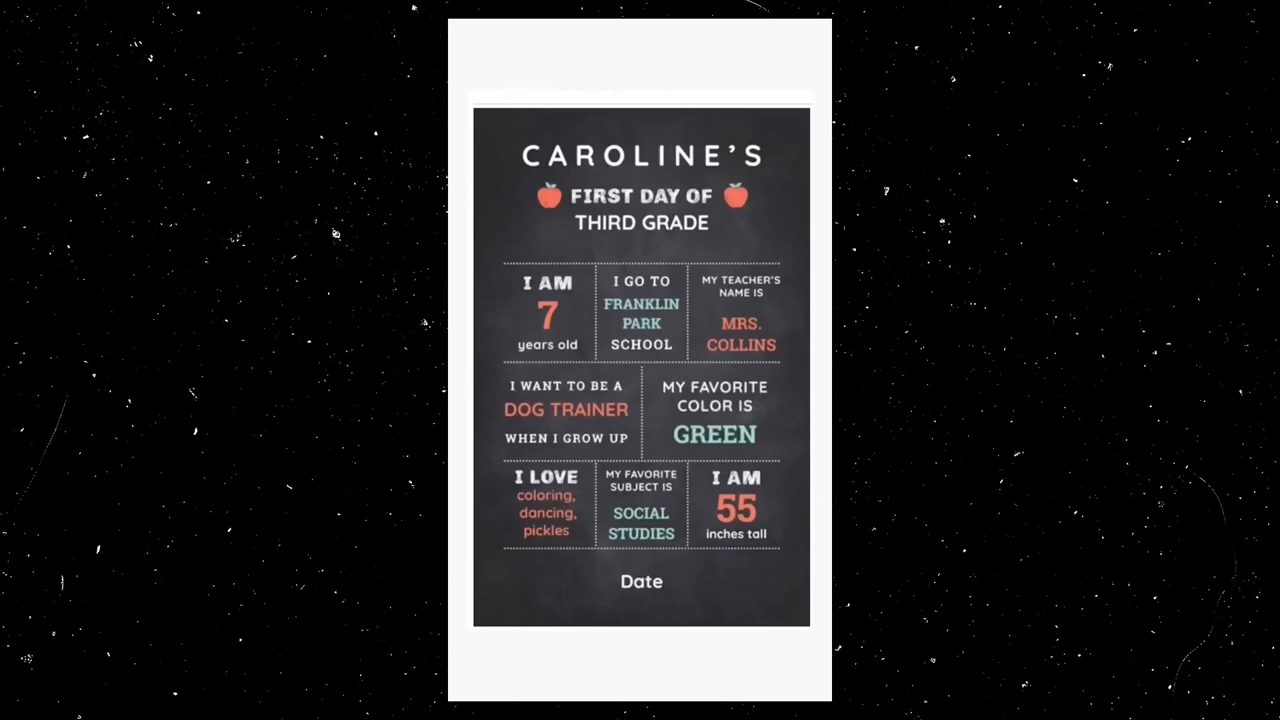 CAROLINE'S
FIRST DAY OF
THIRD GRADE
I AM
7
years old
I GO TO
FRANKLIN
PARK
SCHOOL
MY TEACHER'S
NAME IS
MRS.
COLLINS
I WANT TO BE A
DOG TRAINER
WHEN I GROW UP
MY FAVORITE
COLOR IS
GREEN
I LOVE
coloring,
dancing,
pickles
MY FAVORITE
SUBJECT IS
SOCIAL
STUDIES
I AM
55
inches tall
Date